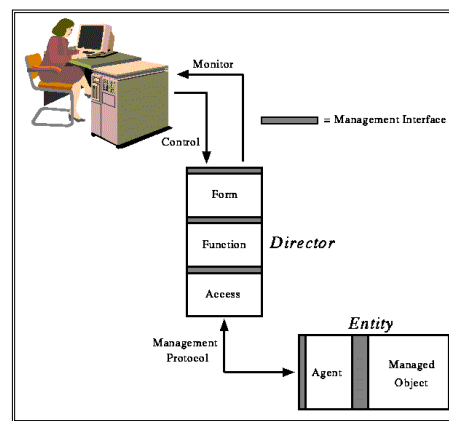 Monitor
= Management Interface
Control
Form
Function
Director
Access
Entity
Management
Protocol
Agent
Managed
Object